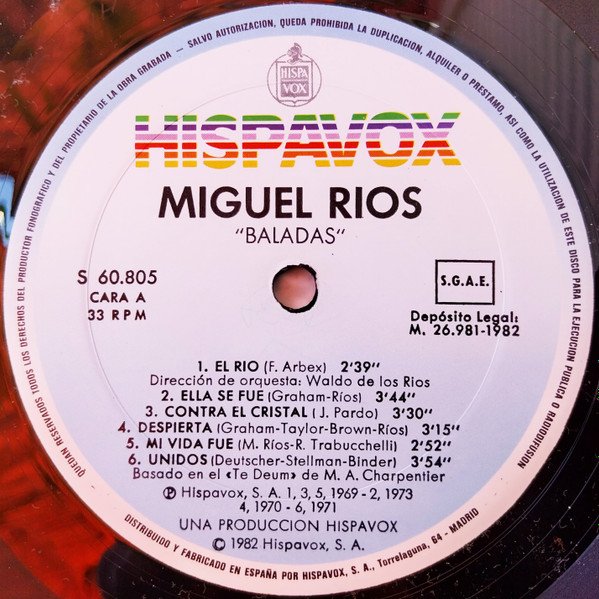 QUEDAN RESERVADOS TODOS LOS DERECHOS DEL PRODUCTOR FONOGRAFICO Y DEL PROPIETARIO DE LA OBRA GRABADA - SALVO AUTORIZACION, QUEDA PROHIBIDA LA DUPLICACION, ALQUILER O PRESTAMO, ASI COMO LA UTILIZACION DE ESTE DISCO PARA LA EJECUCION PUBLICA O RADIODIFUSION
HISPA
VOX
HISPAVOX
MIGUEL RIOS
"BALADAS"
S 60.805
CARA A
33 RPM
S.G.A.E.
Depósito Legal:
M. 26.981-1982
1. EL RIO (F. Arbex) 2'39''
Dirección de orquesta: Waldo de los Rios
2. ELLA SE FUE (Graham-Ríos) 3'44''
3. CONTRA EL CRISTAL (J. Pardo) 3'30''
4. DESPIERTA (Graham-Taylor-Brown-Ríos) 3'15''
5. MI VIDA FUE (M. Ríos-R. Trabucchelli) 2'52''
6. UNIDOS (Deutscher-Stellman-Binder) 3'54''
Basado en el «Te Deum» de M. A. Charpentier
Ⓟ Hispavox, S. A. 1, 3, 5, 1969 - 2, 1973
4, 1970 - 6, 1971
UNA PRODUCCION HISPAVOX
© 1982 Hispavox, S. A.
DISTRIBUIDO Y FABRICADO EN ESPAÑA POR HISPAVOX, S. A., Torrelaguna, 64 - MADRID